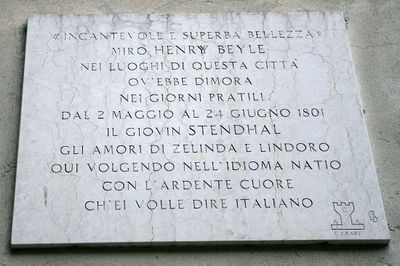 «INCANTEVOLE E SUPERBA BELLEZZA»
MIRÒ HENRY BEYLE
NEI LUOGHI DI QUESTA CITTÀ
OV'EBBE DIMORA
NEI GIORNI PRATILI
DAL 2 MAGGIO AL 24 GIUGNO 1801
IL GIOVIN STENDHAL
GLI AMORI DI ZELINDA E LINDORO
QUI VOLGENDO NELL'IDIOMA NATIO
CON L'ARDENTE CUORE
CH'EI VOLLE DIRE ITALIANO